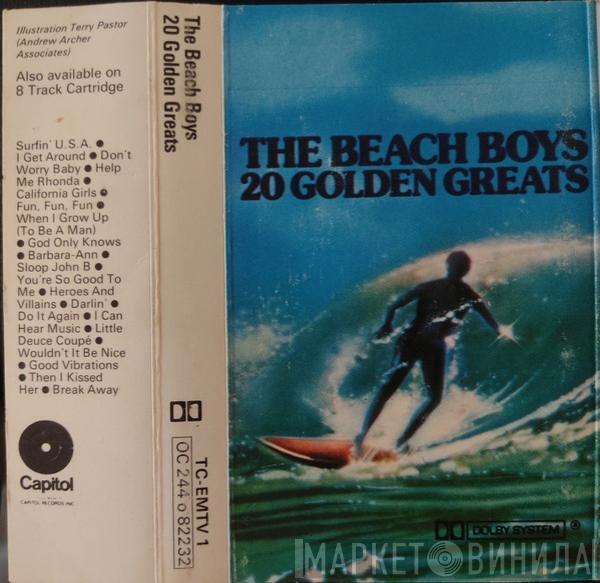 Illustration Terry Pastor
(Andrew Archer
Associates)
Also available on
8 Track Cartridge
Surfin' U.S.A. ●
I Get Around ● Don't
Worry Baby ● Help
Me Rhonda ●
California Girls ●
Fun, Fun, Fun ●
When I Grow Up
(To Be A Man)
● God Only Knows
● Barbara-Ann ●
Sloop John B ●
You're So Good To
Me ● Heroes And
Villains ● Darlin' ●
Do It Again ● I Can
Hear Music ● Little
Deuce Coupé ●
Wouldn't It Be Nice
● Good Vibrations
● Then I Kissed
Her ● Break Away
Capitol
CAPITOL RECORDS INC
The Beach Boys
20 Golden Greats
TC-EMTV 1
OC 244 o 82232
THE BEACH BOYS
20 GOLDEN GREATS
DOLBY SYSTEM ®
МАРКЕТ ВИНИЛА